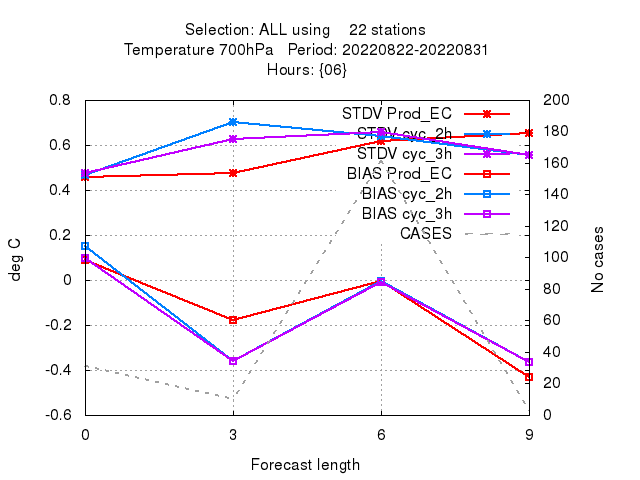 Selection: ALL using    22 stations
Temperature 700hPa   Period: 20220822-20220831
Hours: {06}
0.8
0.6
0.4
0.2
0
-0.2
-0.4
-0.6
deg C
STDV Prod_EC
STDV cyc_2h
STDV cyc_3h
BIAS Prod_EC
BIAS cyc_2h
BIAS cyc_3h
CASES
200
180
160
140
120
100
80
60
40
20
0
No cases
0 3 6 9
Forecast length